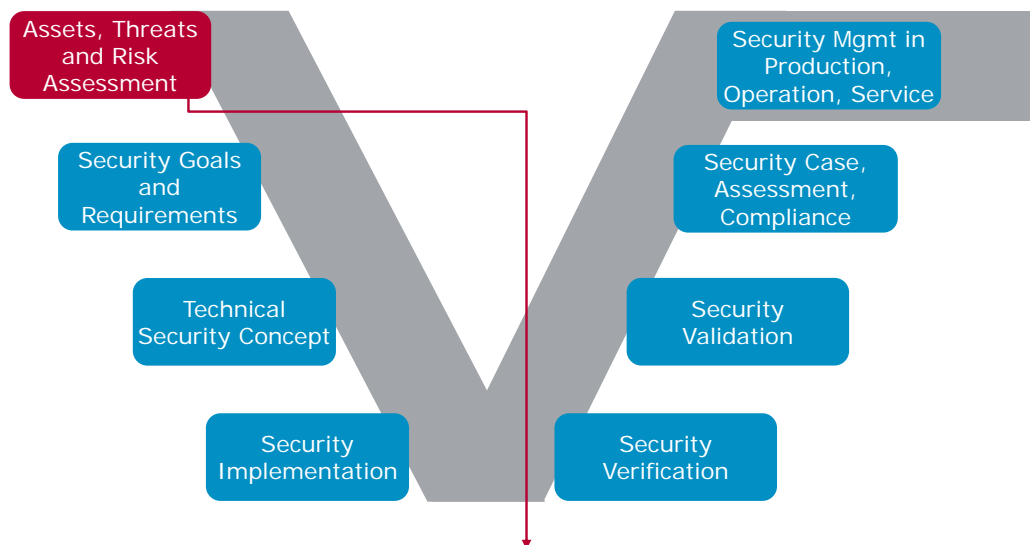 Assets, Threats
and Risk
Assessment
Security Goals
and
Requirements
Technical
Security Concept
Security
Implementation
Security
Verification
Security
Validation
Security Case,
Assessment,
Compliance
Security Mgmt in
Production,
Operation, Service